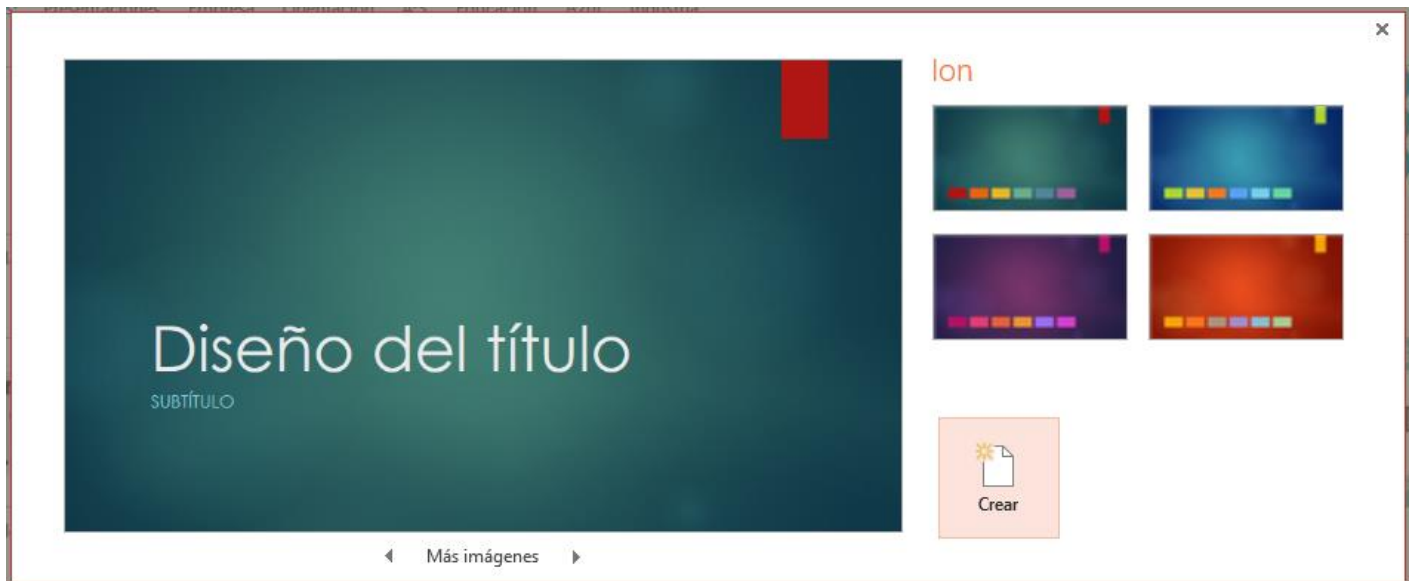 Ion
Diseño del título
SUBTÍTULO
Crear
Más imágenes